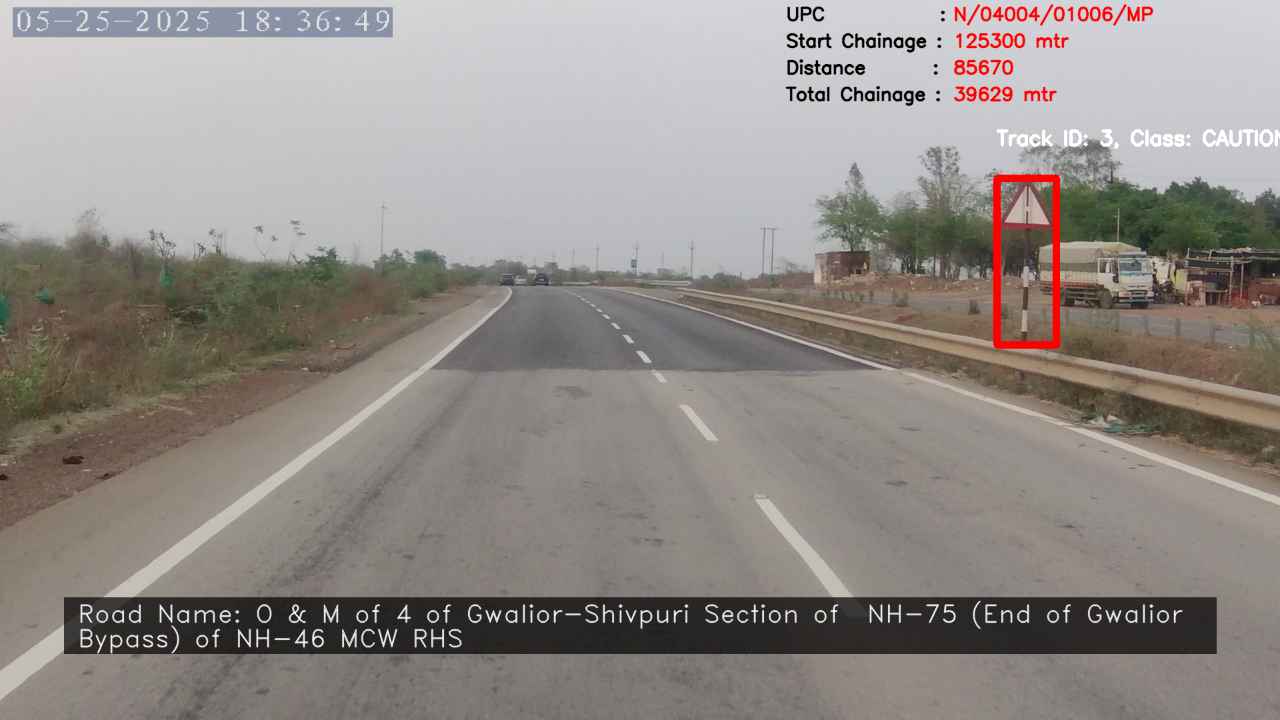 05-25-2025 18:36:49
UPC : N/04004/01006/MP
Start Chainage : 125300 mtr
Distance : 85670
Total Chainage : 39629 mtr
Track ID: 3, Class: CAUTION
Road Name: O & M of 4 of Gwalior-Shivpuri Section of NH-75 (End of Gwalior
Bypass) of NH-46 MCW RHS